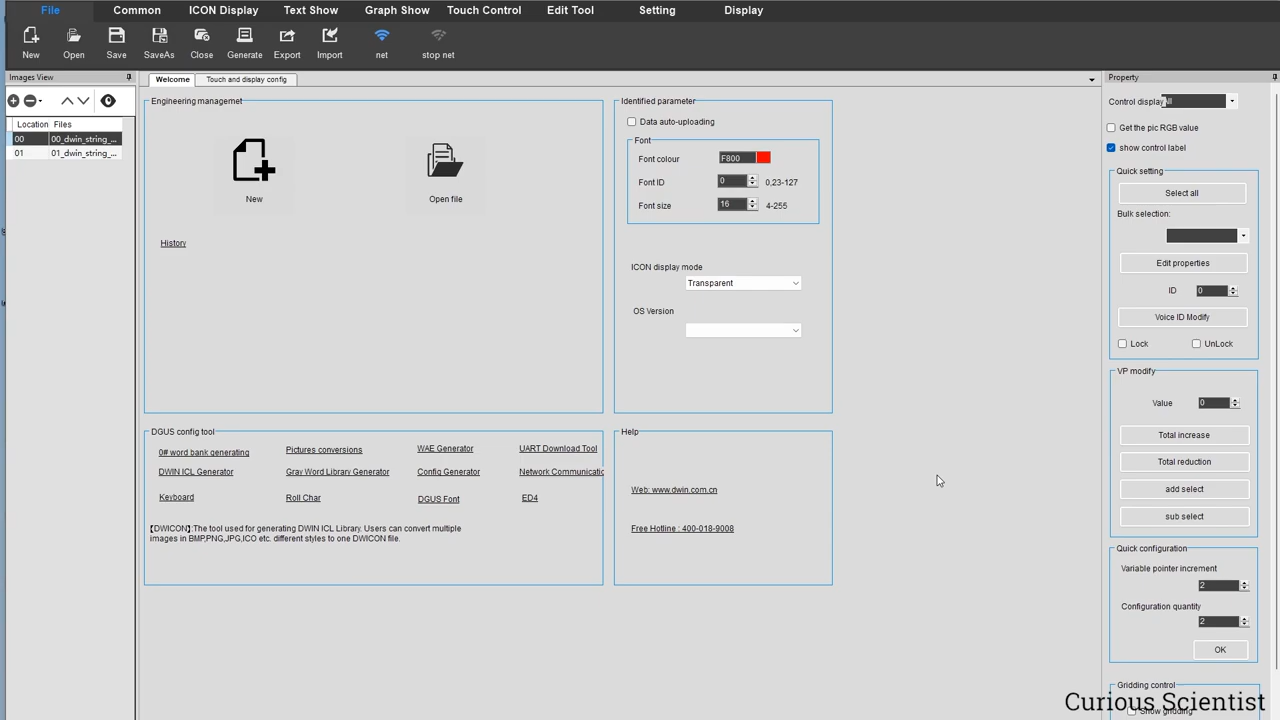 File Common ICON Display Text Show Graph Show Touch Control Edit Tool Setting Display
New Open Save SaveAs Close Generate Export Import net stop net
Images View
Location Files
00 00_dwin_string_...
01 01_dwin_string_...
Welcome Touch and display config
Engineering managemet
New Open file
History
Identified parameter
Data auto-uploading
Font
Font colour F800
Font ID 0 0,23-127
Font size 16 4-255
ICON display mode
Transparent
OS Version
DGUS config tool
0# word bank generating Pictures conversions WAE Generator UART Download Tool
DWIN ICL Generator Gray Word Library Generator Config Generator Network Communicatio
Keyboard Roll Char DGUS Font ED4
【DWICON】:The tool used for generating DWIN ICL Library. Users can convert multiple
images in BMP,PNG,JPG,ICO etc. different styles to one DWICON file.
Help
Web: www.dwin.com.cn
Free Hotline : 400-018-9008
Property
Control display All
Get the pic RGB value
show control label
Quick setting
Select all
Bulk selection:
Edit properties
ID 0
Voice ID Modify
Lock UnLock
VP modify
Value 0
Total increase
Total reduction
add select
sub select
Quick configuration
Variable pointer increment
2
Configuration quantity
2
OK
Gridding control
Show gridding
Curious Scientist